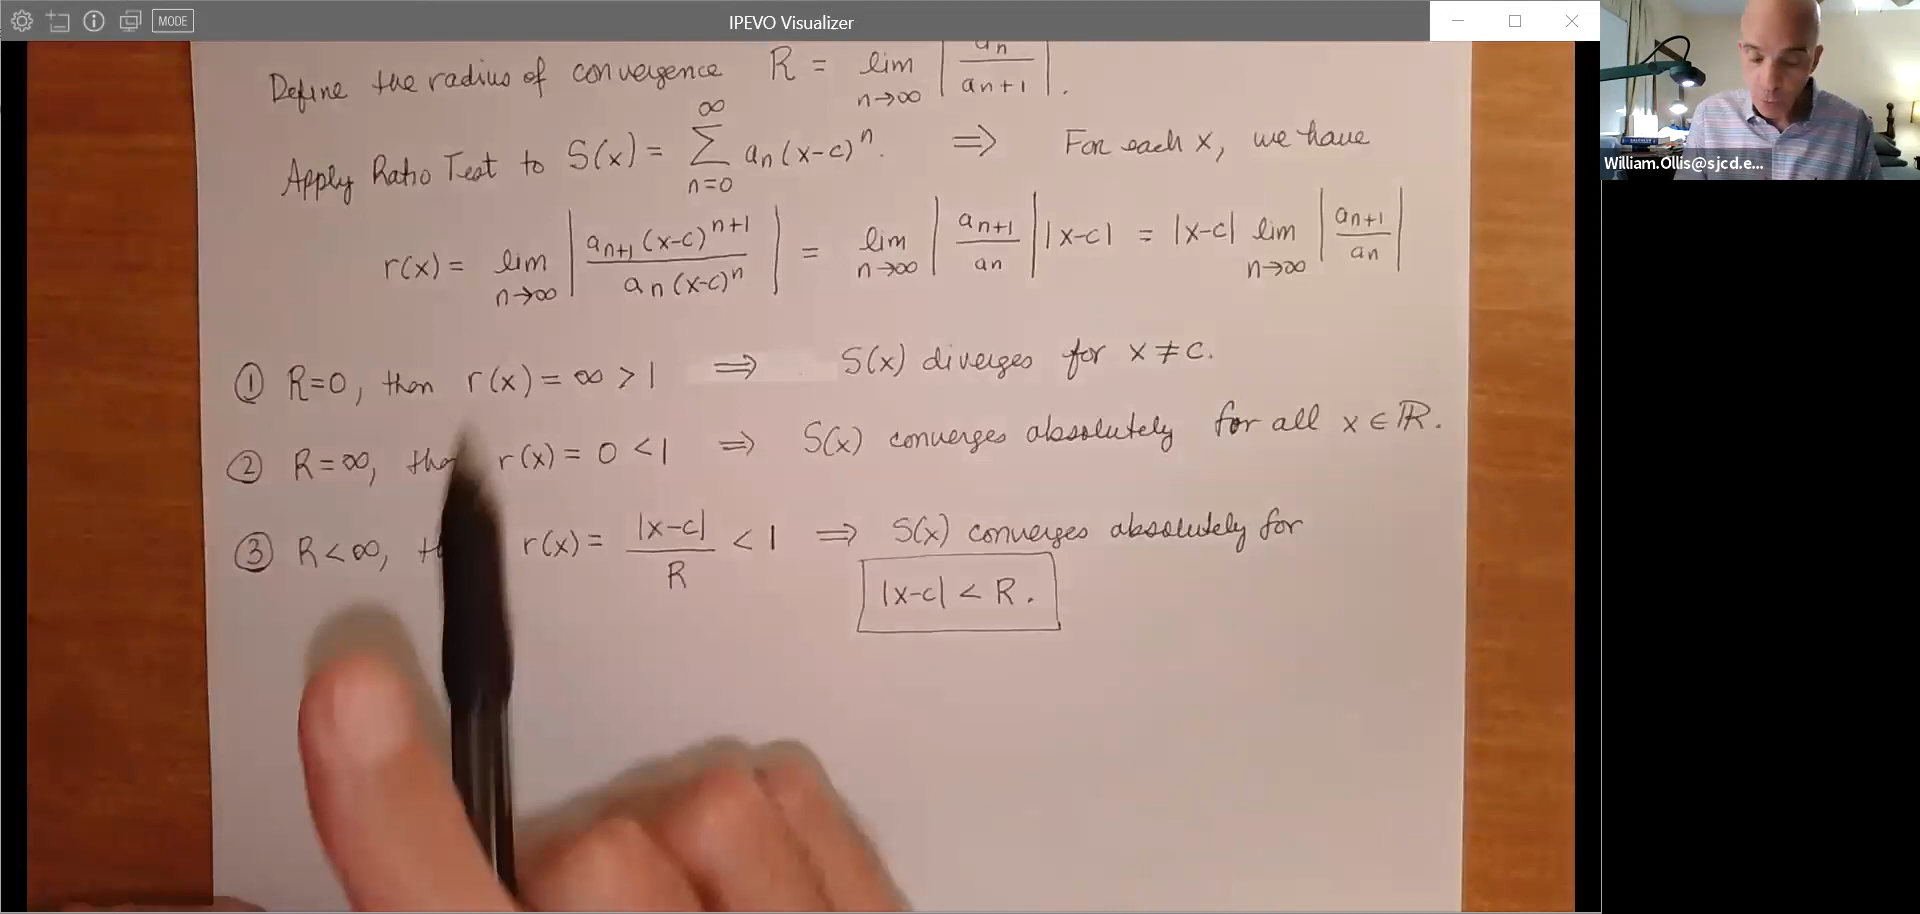 IPEVO Visualizer
MODE
William.Ollis@sjcd.e...
Define the radius of convergence R = lim n→∞ | an / an+1 | .
Apply Ratio Test to S(x) = ∑ n=0 ∞ an (x-c)^n . ⇒ For each x, we have
r(x) = lim n→∞ | an+1 (x-c)^n+1 / an (x-c)^n | = lim n→∞ | an+1 / an | |x-c| = |x-c| lim n→∞ | an+1 / an |
① R=0, then r(x) = ∞ > 1 ⇒ S(x) diverges for x ≠ c.
② R=∞, r(x) = 0 < 1 ⇒ S(x) converges absolutely for all x ∈ ℝ.
③ R<∞, r(x) = |x-c| / R < 1 ⇒ S(x) converges absolutely for
|x-c| < R.